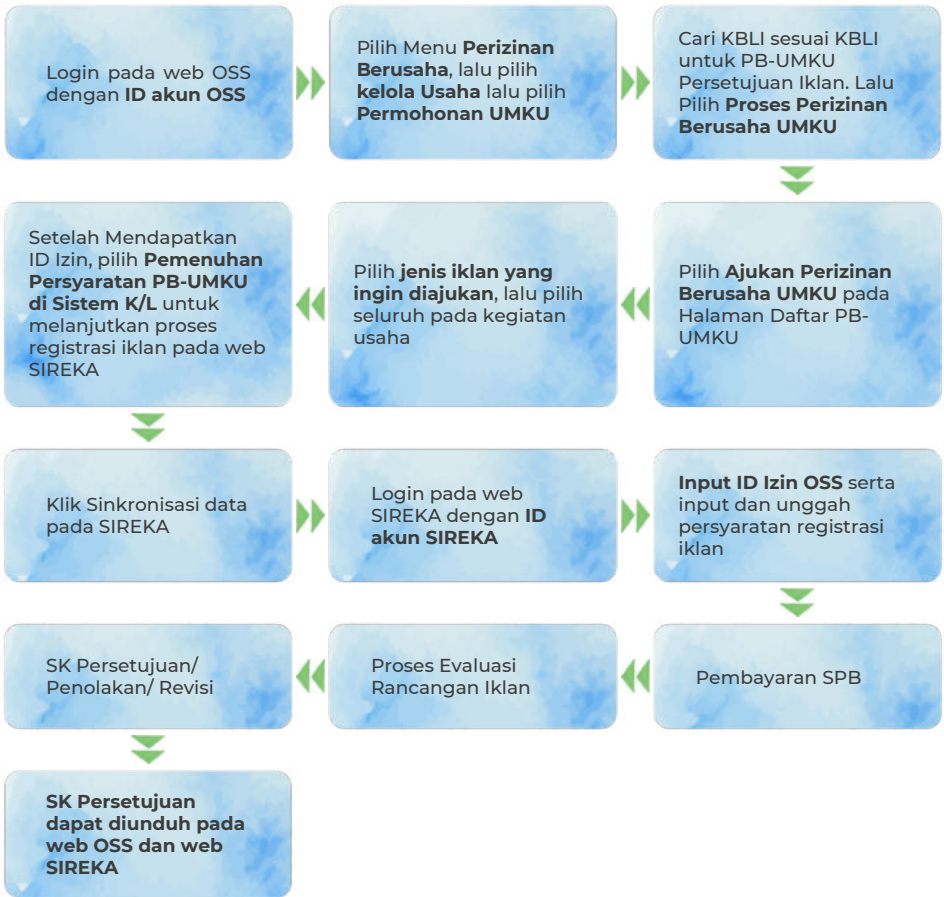 Login pada web OSS
dengan ID akun OSS
Pilih Menu Perizinan
Berusaha, lalu pilih
kelola Usaha lalu pilih
Permohonan UMKU
Cari KBLI sesuai KBLI
untuk PB-UMKU
Persetujuan Iklan. Lalu
Pilih Proses Perizinan
Berusaha UMKU
Pilih Ajukan Perizinan
Berusaha UMKU pada
Halaman Daftar PB-
UMKU
Pilih jenis iklan yang
ingin diajukan, lalu pilih
seluruh pada kegiatan
usaha
Setelah Mendapatkan
ID Izin, pilih Pemenuhan
Persyaratan PB-UMKU
di Sistem K/L untuk
melanjutkan proses
registrasi iklan pada web
SIREKA
Klik Sinkronisasi data
pada SIREKA
Login pada web
SIREKA dengan ID
akun SIREKA
Input ID Izin OSS serta
input dan unggah
persyaratan registrasi
iklan
Pembayaran SPB
Proses Evaluasi
Rancangan Iklan
SK Persetujuan/
Penolakan/ Revisi
SK Persetujuan
dapat diunduh pada
web OSS dan web
SIREKA